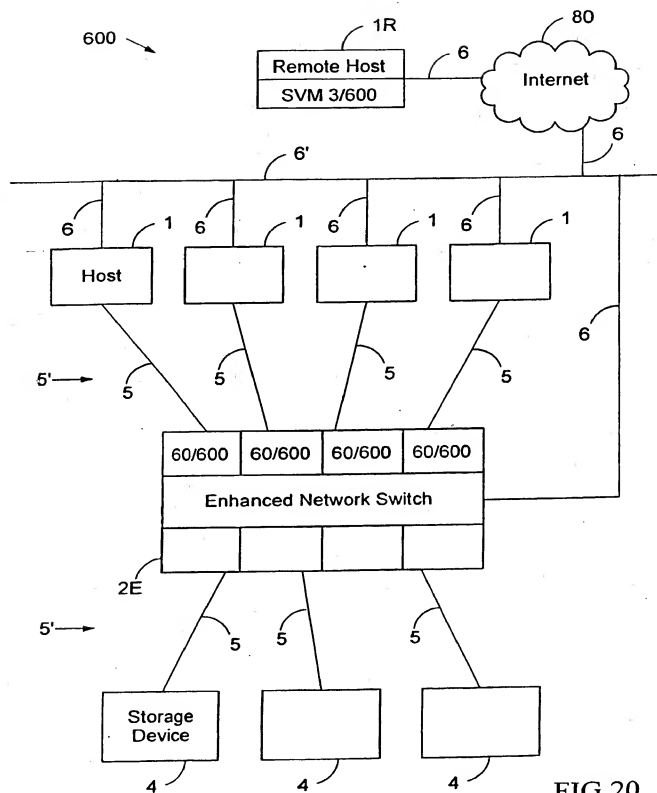 600
1R
80
Remote Host
6
Internet
SVM 3/600
6
6'
6 1 6 1 6 1 6 1
Host
6
5' 5 5 5 5
60/600 60/600 60/600 60/600
Enhanced Network Switch
2E
5' 5 5 5
Storage
Device
4 4 4
FIG 20